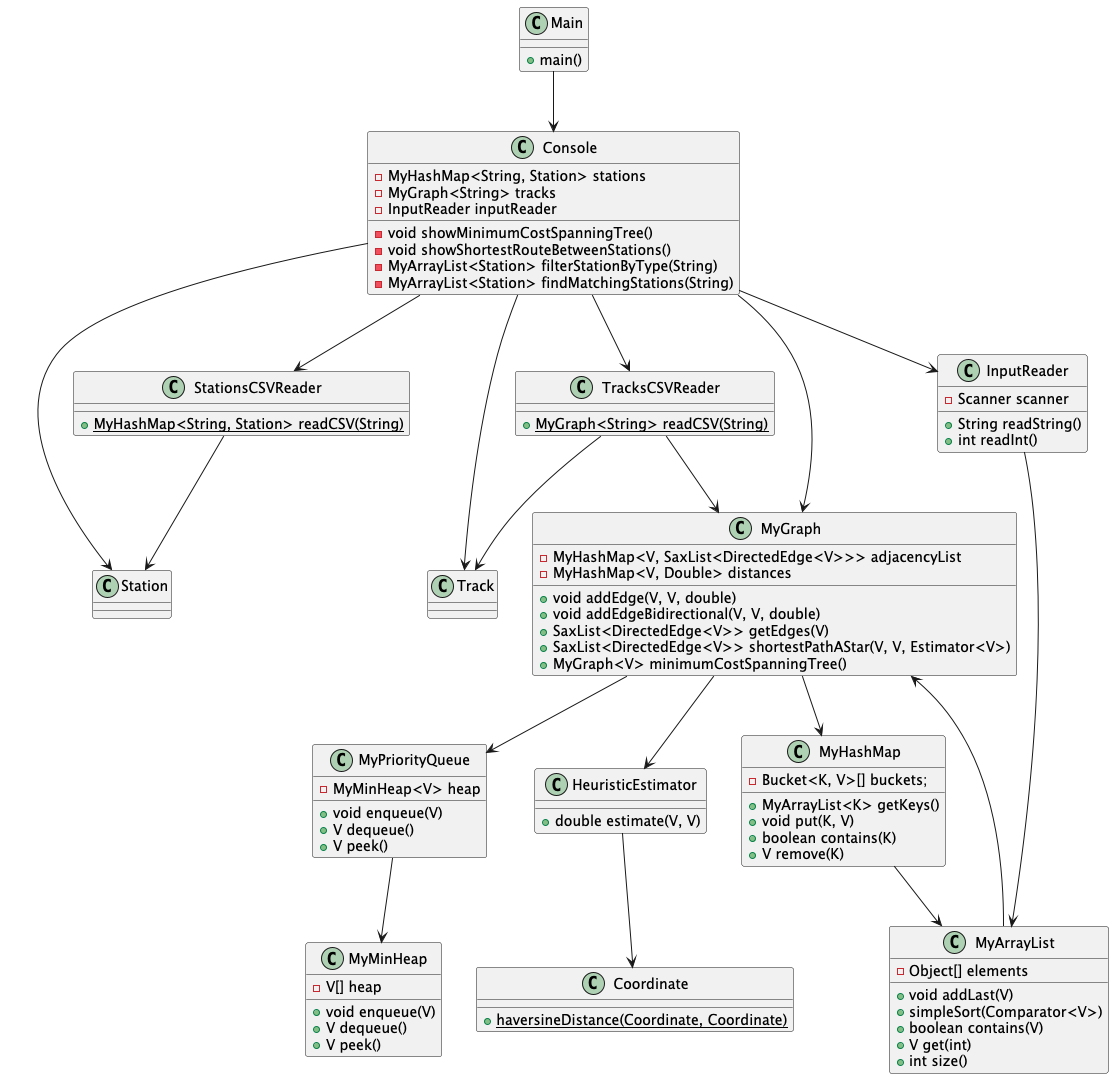 C Main
main()
C Console
MyHashMap<String, Station> stations
MyGraph<String> tracks
InputReader inputReader
void showMinimumCostSpanningTree()
void showShortestRouteBetweenStations()
MyArrayList<Station> filterStationByType(String)
MyArrayList<Station> findMatchingStations(String)
C StationsCSVReader
MyHashMap<String, Station> readCSV(String)
C TracksCSVReader
MyGraph<String> readCSV(String)
C InputReader
Scanner scanner
String readString()
int readInt()
C Station
C Track
C MyGraph
MyHashMap<V, SaxList<DirectedEdge<V>>> adjacencyList
MyHashMap<V, Double> distances
void addEdge(V, V, double)
void addEdgeBidirectional(V, V, double)
SaxList<DirectedEdge<V>> getEdges(V)
SaxList<DirectedEdge<V>> shortestPathAStar(V, V, Estimator<V>)
MyGraph<V> minimumCostSpanningTree()
C MyPriorityQueue
MyMinHeap<V> heap
void enqueue(V)
V dequeue()
V peek()
C HeuristicEstimator
double estimate(V, V)
C MyHashMap
Bucket<K, V>[] buckets;
MyArrayList<K> getKeys()
void put(K, V)
boolean contains(K)
V remove(K)
C MyMinHeap
V[] heap
void enqueue(V)
V dequeue()
V peek()
C Coordinate
haversineDistance(Coordinate, Coordinate)
C MyArrayList
Object[] elements
void addLast(V)
simpleSort(Comparator<V>)
boolean contains(V)
V get(int)
int size()